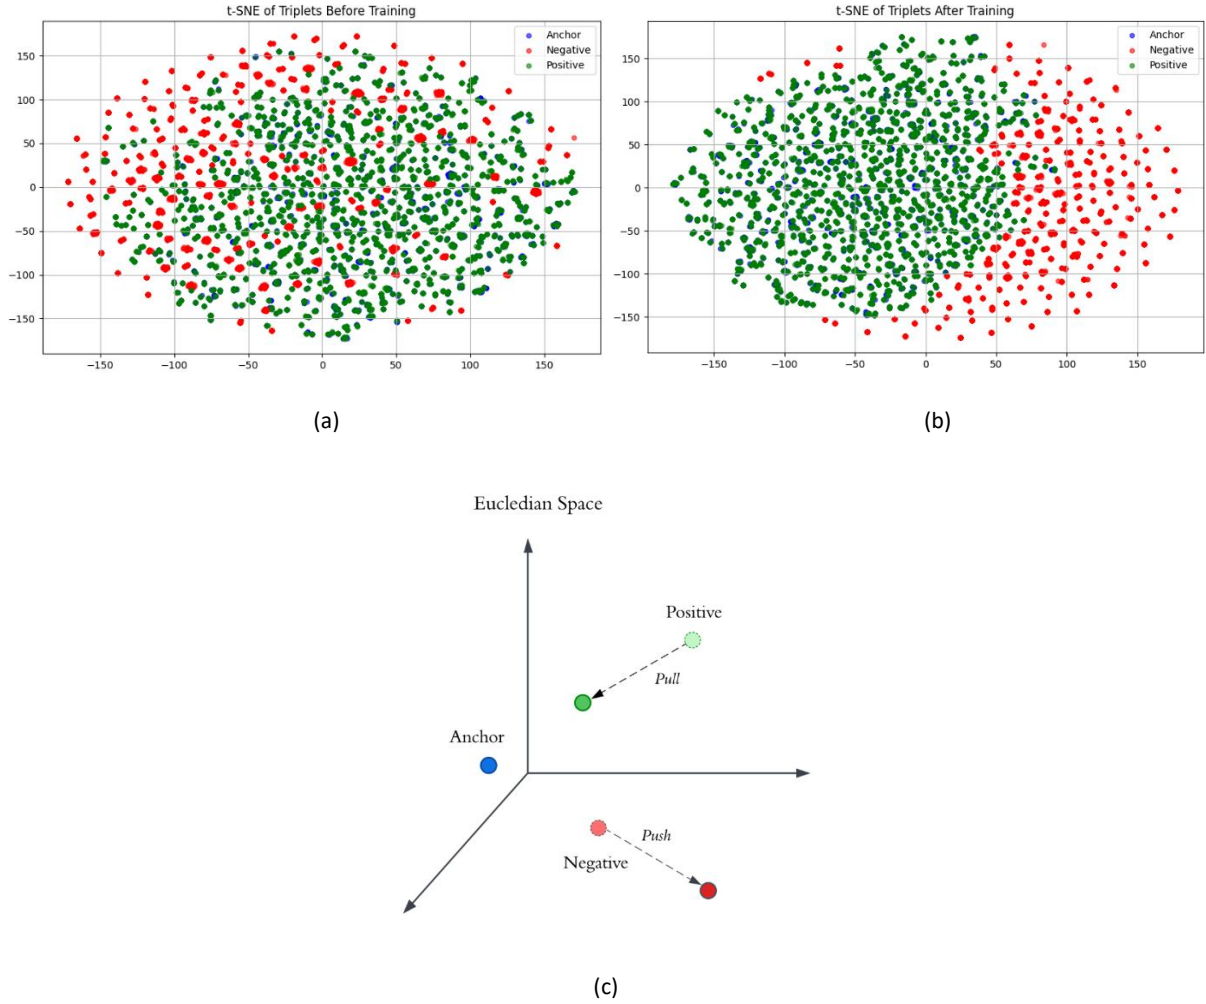 t-SNE of Triplets Before Training
Anchor
Negative
Positive
150
100
50
0
−50
−100
−150
−150
−100
−50
0
50
100
150
(a)
t-SNE of Triplets After Training
Anchor
Negative
Positive
150
100
50
0
−50
−100
−150
−150
−100
−50
0
50
100
150
(b)
Eucledian Space
Positive
Pull
Anchor
Push
Negative
(c)